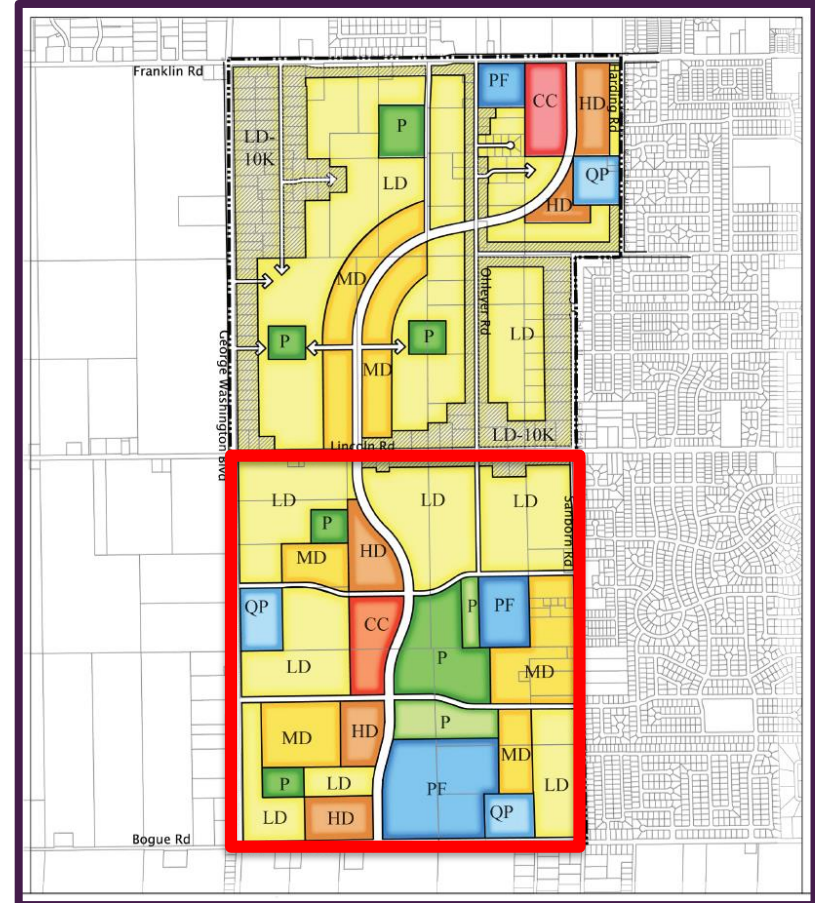 Franklin Rd
PF
CC
HD
Harding Rd
P
LD-
10K
LD
QP
HD
MD
Ohleyer Rd
P
P
LD
MD
George Washington Blvd
LD-10K
Lincoln Rd
LD
LD
LD
Sanborn Rd
P
HD
MD
QP
CC
P
PF
P
LD
MD
P
HD
MD
MD
P
LD
PF
LD
LD
HD
QP
Bogue Rd